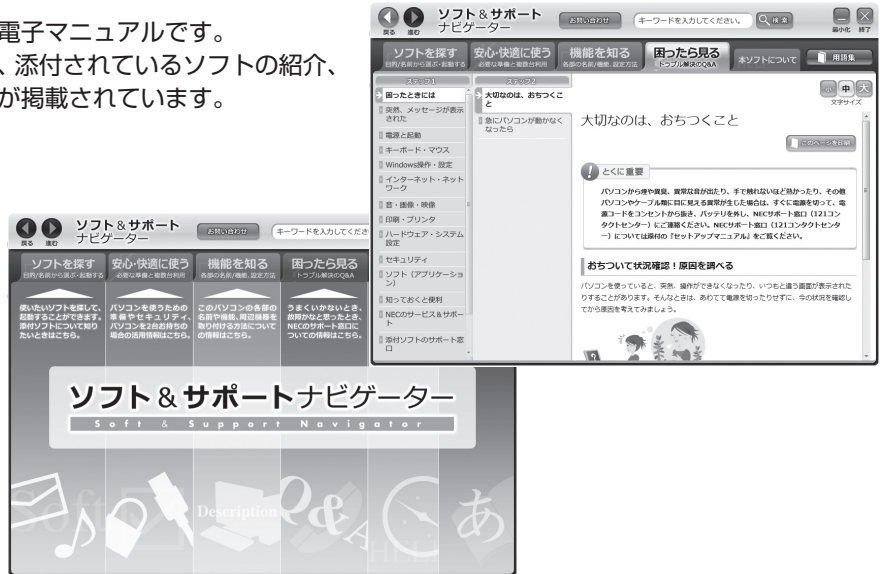 電子マニュアルです。
、添付されているソフトの紹介、
が掲載されています。
戻る 進む
ソフト&サポート
ナビゲーター
お問い合わせ
キーワードを入力してください。
検索
最小化 終了
ソフトを探す
目的/名前から選ぶ・起動する
安心・快適に使う
必要な準備と複数台利用
機能を知る
各部の名前/機能、設定方法
困ったら見る
トラブル解決のQ&A
本ソフトについて
用語集
ステップ1
困ったときには
突然、メッセージが表示
された
電源と起動
キーボード・マウス
Windows操作・設定
インターネット・ネット
ワーク
音・画像・映像
印刷・プリンタ
ハードウェア・システム
設定
セキュリティ
ソフト(アプリケーショ
ン)
知っておくと便利
NECのサービス&サポー
ト
添付ソフトのサポート窓
口
ステップ2
大切なのは、おちつくこ
と
急にパソコンが動かなく
なったら
小 中 大
文字サイズ
大切なのは、おちつくこと
このページを印刷
とくに重要
パソコンから煙や異臭、異常な音が出たり、手で触れないほど熱かったり、その他
パソコンやケーブル類に目に見える異常が生じた場合は、すぐに電源を切って、電
源コードをコンセントから抜き、バッテリを外し、NECサポート窓口(121コン
タクトセンター)にご連絡ください。NECサポート窓口(121コンタクトセンタ
ー)については添付の『セットアップマニュアル』をご覧ください。
おちついて状況確認!原因を調べる
パソコンを使っていると、突然、操作ができなくなったり、いつもと違う画面が表示された
りすることがあります。そんなときは、あわてて電源を切ったりせずに、今の状況を確認し
てから原因を考えてみましょう。
戻る 進む
ソフト&サポート
ナビゲーター
お問い合わせ
キーワードを入力してくださ
ソフトを探す
目的/名前から選ぶ・起動する
安心・快適に使う
必要な準備と複数台利用
機能を知る
各部の名前/機能、設定方法
困ったら見る
トラブル解決のQ&A
使いたいソフトを探して、
起動することができます。
添付ソフトについて知り
たいときはこちら。
パソコンを使うための
準備やセキュリティ、
パソコンを2台お持ちの
場合の活用情報はこちら。
このパソコンの各部の
名前や機能、周辺機器を
取り付ける方法について
の情報はこちら。
うまくいかないとき、
故障かなと思ったとき、
NECのサポート窓口に
ついての情報はこちら。
ソフト&サポートナビゲーター
Soft & Support Navigator
Soft
Description
Q&A
HELP
あ